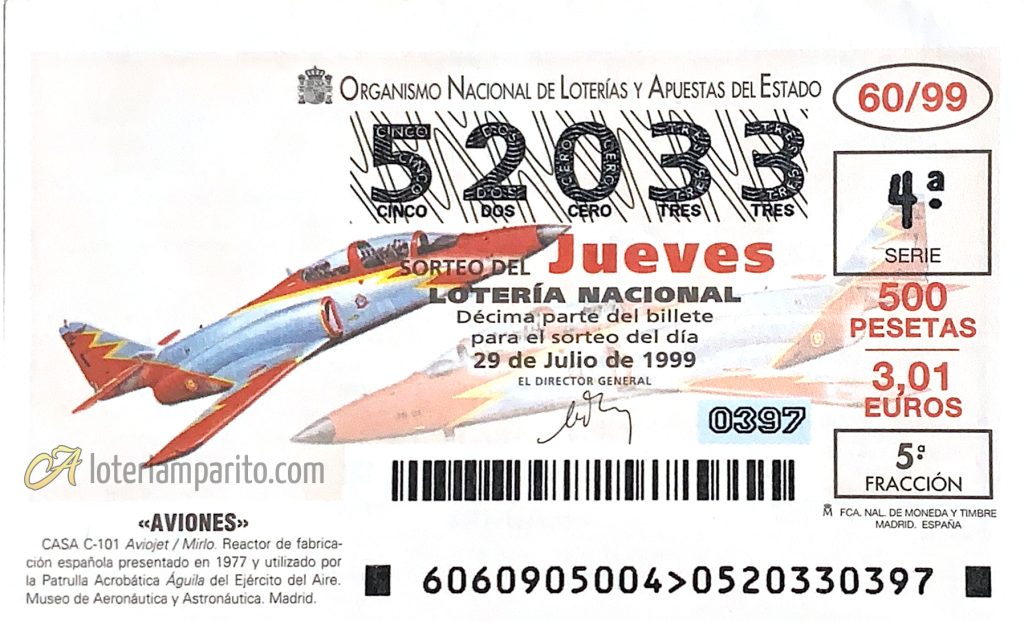 ORGANISMO NACIONAL DE LOTERÍAS Y APUESTAS DEL ESTADO
60/99
52033
CINCO DOS CERO TRES TRES
4ª
SERIE
SORTEO DEL Jueves
LOTERÍA NACIONAL
Décima parte del billete
para el sorteo del día
29 de Julio de 1999
EL DIRECTOR GENERAL
500
PESETAS
3,01
EUROS
0397
5ª
FRACCIÓN
FCA. NAL. DE MONEDA Y TIMBRE
MADRID. ESPAÑA
CA loteriamparito.com
«AVIONES»
CASA C-101 Aviojet / Mirlo. Reactor de fabrica-
ción española presentado en 1977 y utilizado por
la Patrulla Acrobática Águila del Ejército del Aire.
Museo de Aeronáutica y Astronáutica. Madrid.
6060905004>0520330397